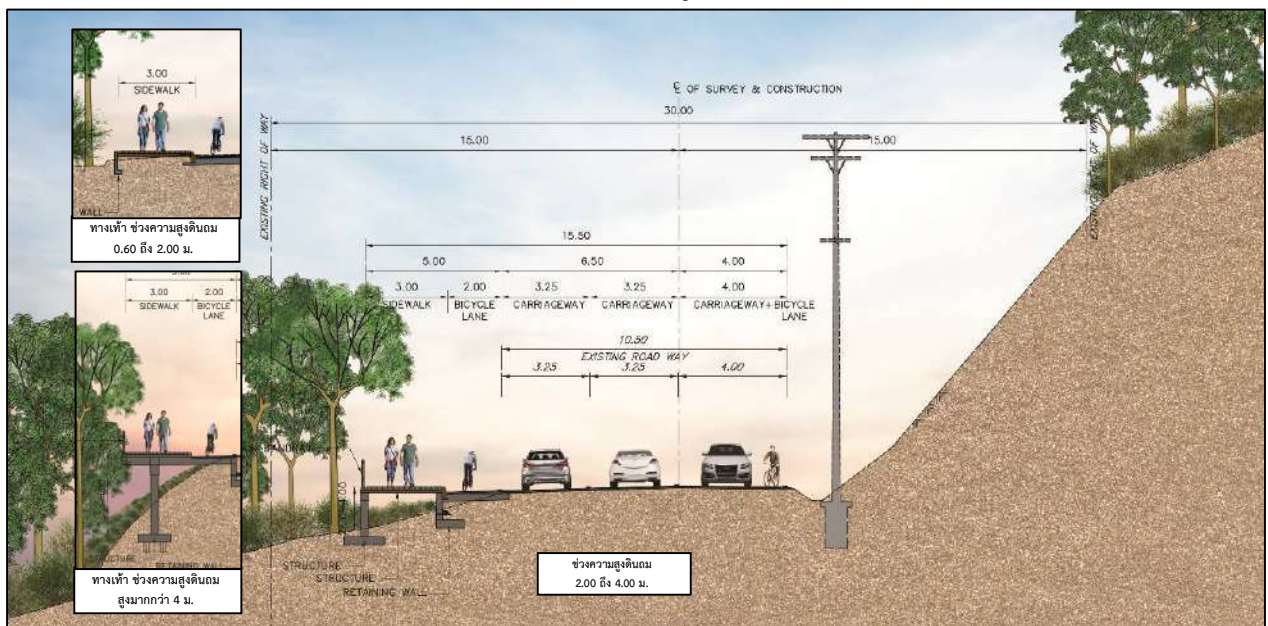 3.00
SIDEWALK
WALL
ทางเท้า ช่วงความสูงดินถม
0.60 ถึง 2.00 ม.
3.00
2.00
SIDEWALK
BICYCLE
LANE
STRUCTURE
RETAINING WALL
ทางเท้า ช่วงความสูงดินถม
สูงมากกว่า 4 ม.
℄ OF SURVEY & CONSTRUCTION
30.00
15.00
15.00
EXISTING RIGHT OF WAY
EXISTING RIGHT OF WAY
15.50
5.00
6.50
4.00
3.00
2.00
3.25
3.25
4.00
SIDEWALK
BICYCLE
LANE
CARRIAGEWAY
CARRIAGEWAY
CARRIAGEWAY+BICYCLE
LANE
10.50
EXISTING ROAD WAY
3.25
3.25
4.00
STRUCTURE
STRUCTURE
RETAINING WALL
ช่วงความสูงดินถม
2.00 ถึง 4.00 ม.